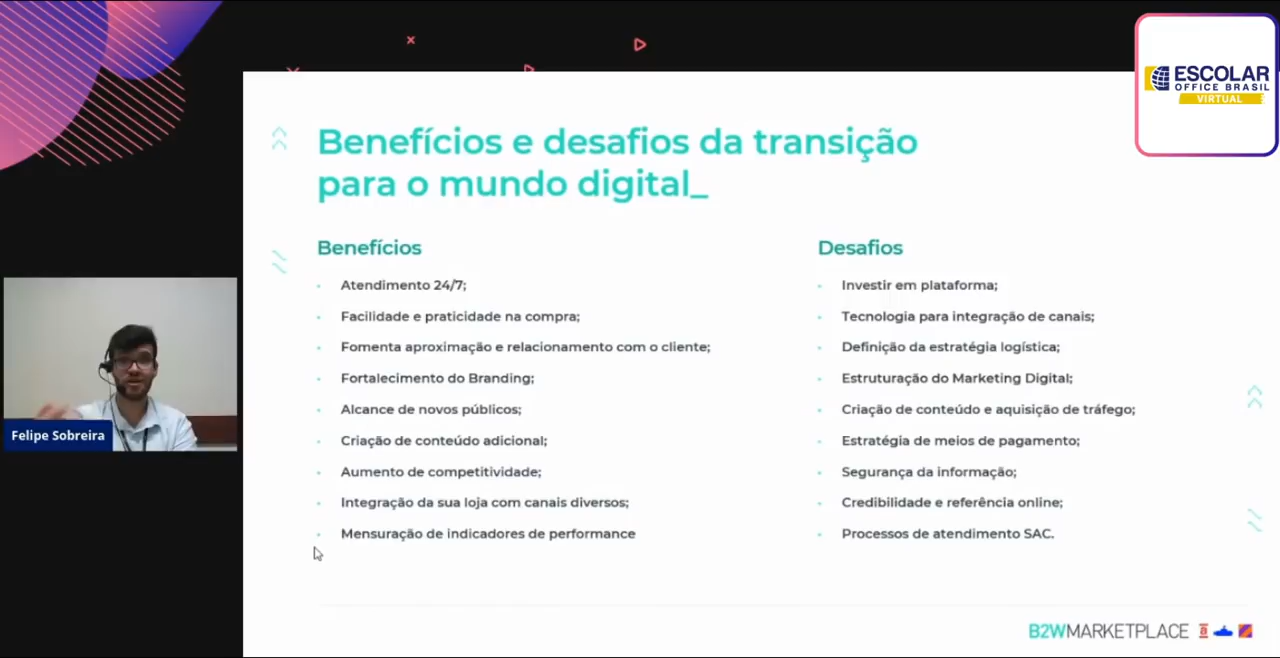 ESCOLAR
OFFICE BRASIL
VIRTUAL
Benefícios e desafios da transição
para o mundo digital_
Benefícios
Atendimento 24/7;
Facilidade e praticidade na compra;
Fomenta aproximação e relacionamento com o cliente;
Fortalecimento do Branding;
Alcance de novos públicos;
Criação de conteúdo adicional;
Aumento de competitividade;
Integração da sua loja com canais diversos;
Mensuração de indicadores de performance
Desafios
Investir em plataforma;
Tecnologia para integração de canais;
Definição da estratégia logística;
Estruturação do Marketing Digital;
Criação de conteúdo e aquisição de tráfego;
Estratégia de meios de pagamento;
Segurança da informação;
Credibilidade e referência online;
Processos de atendimento SAC.
Felipe Sobreira
B2WMARKETPLACE a